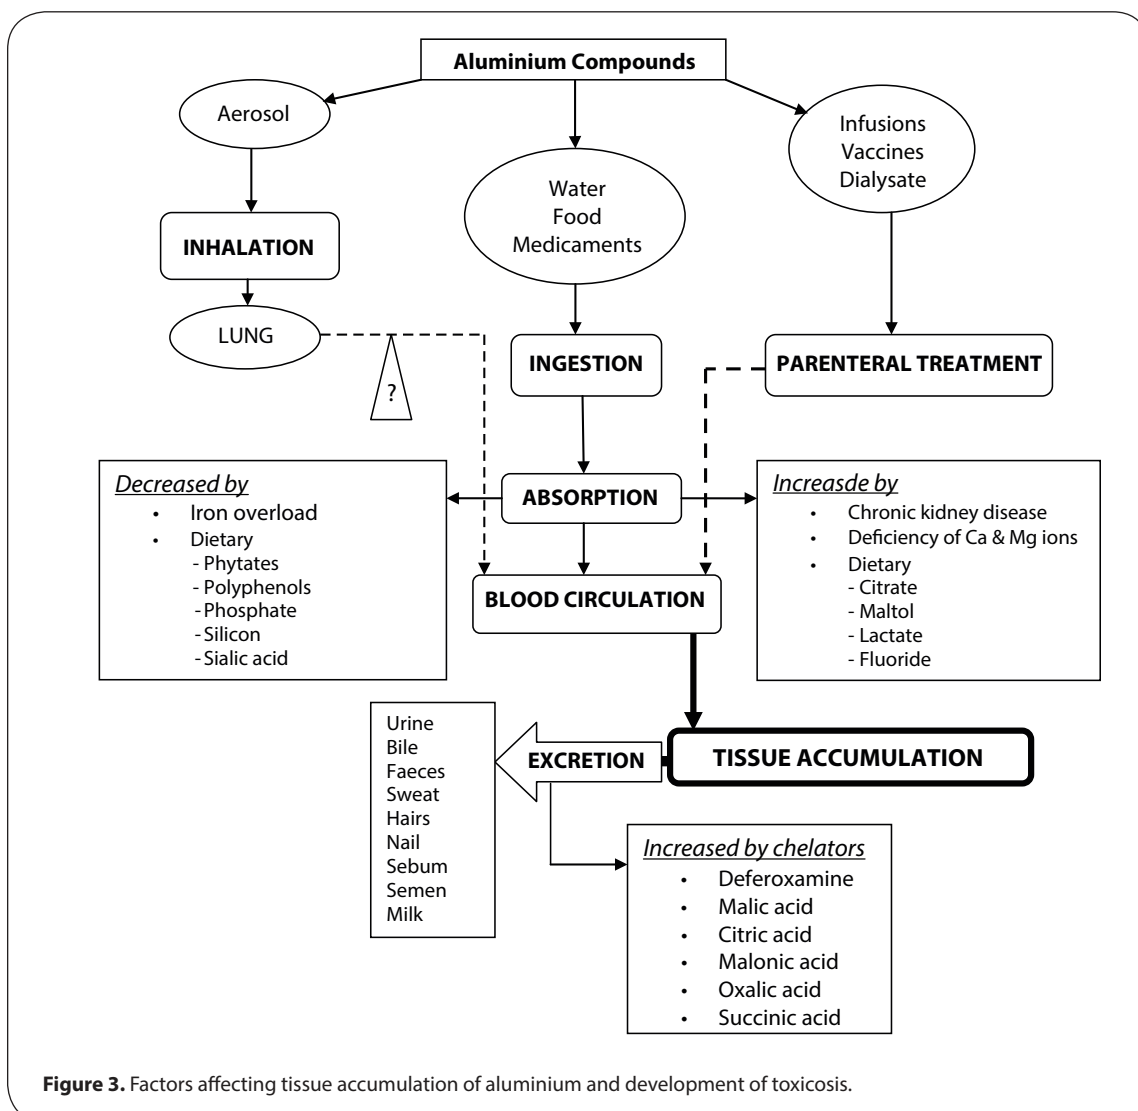 Aluminium Compounds
Aerosol
Infusions
Vaccines
Dialysate
Water
Food
Medicaments
INHALATION
LUNG
?
INGESTION
PARENTERAL TREATMENT
Decreased by
• Iron overload
• Dietary
- Phytates
- Polyphenols
- Phosphate
- Silicon
- Sialic acid
ABSORPTION
Increasde by
• Chronic kidney disease
• Deficiency of Ca & Mg ions
• Dietary
- Citrate
- Maltol
- Lactate
- Fluoride
BLOOD CIRCULATION
Urine
Bile
Faeces
Sweat
Hairs
Nail
Sebum
Semen
Milk
EXCRETION
TISSUE ACCUMULATION
Increased by chelators
• Deferoxamine
• Malic acid
• Citric acid
• Malonic acid
• Oxalic acid
• Succinic acid
Figure 3. Factors affecting tissue accumulation of aluminium and development of toxicosis.